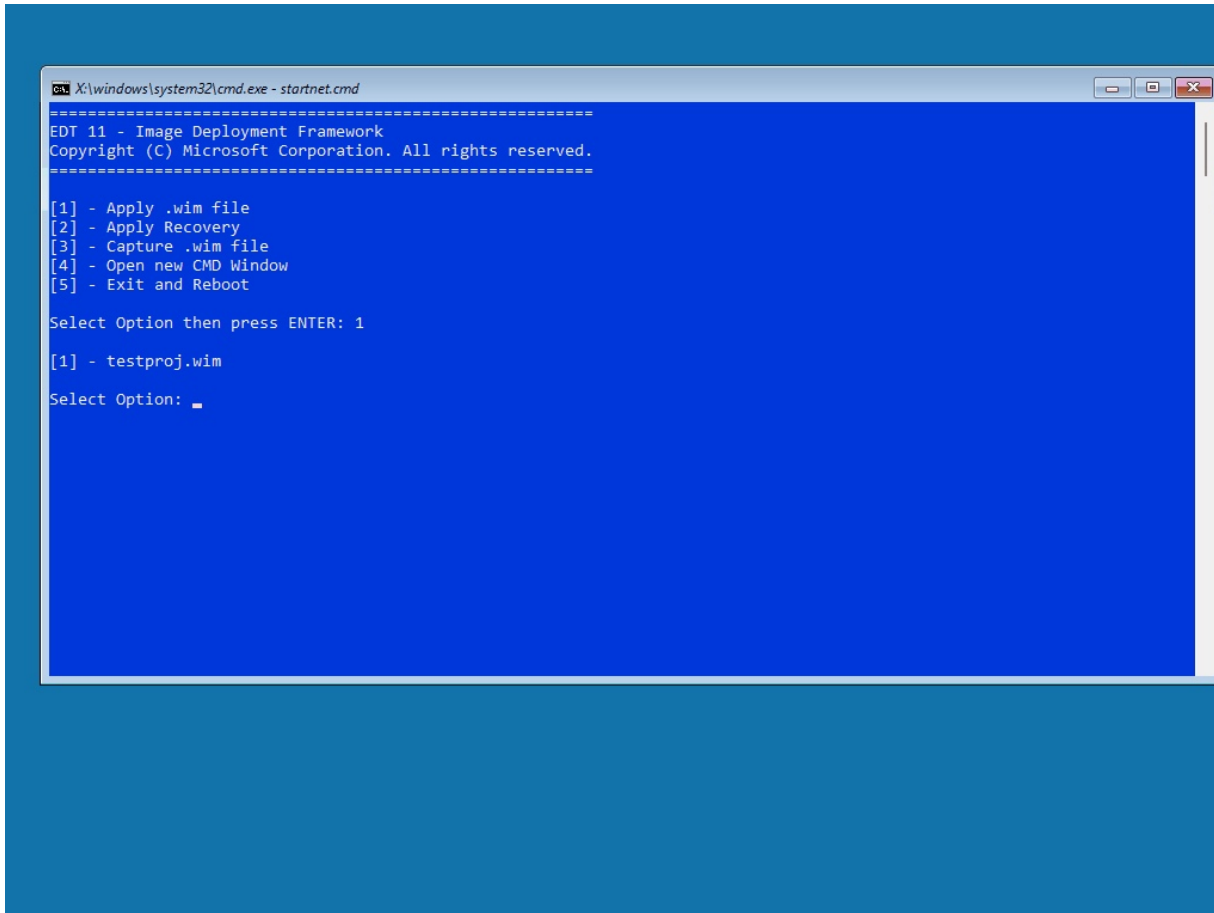 X:\windows\system32\cmd.exe - startnet.cmd
=========================================================
EDT 11 - Image Deployment Framework
Copyright (C) Microsoft Corporation. All rights reserved.
=========================================================
[1] - Apply .wim file
[2] - Apply Recovery
[3] - Capture .wim file
[4] - Open new CMD Window
[5] - Exit and Reboot
Select Option then press ENTER: 1
[1] - testproj.wim
Select Option: _